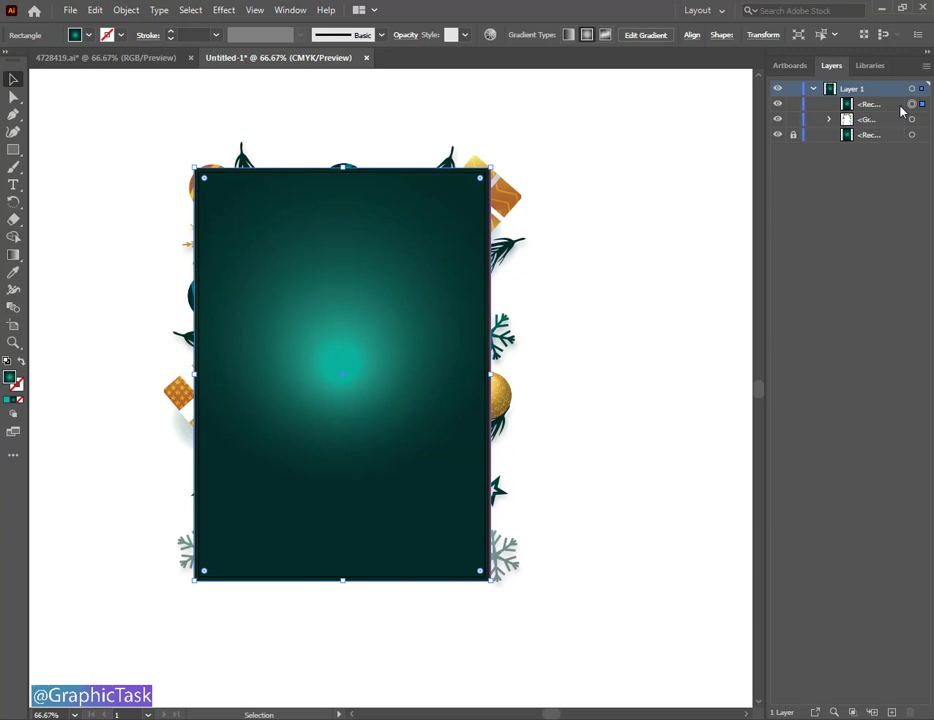 Ai File Edit Object Type Select Effect View Window Help Layout Search Adobe Stock
Rectangle Stroke: Basic Opacity Style: Gradient Type: Edit Gradient Align Shape: Transform
4728419.ai* @ 66.67% (RGB/Preview) × Untitled-1* @ 66.67% (CMYK/Preview) × Artboards Layers Libraries
Layer 1
<Rec...
<Gr...
<Rec...
T
@GraphicTask
66.67% 1 Selection 1 Layer